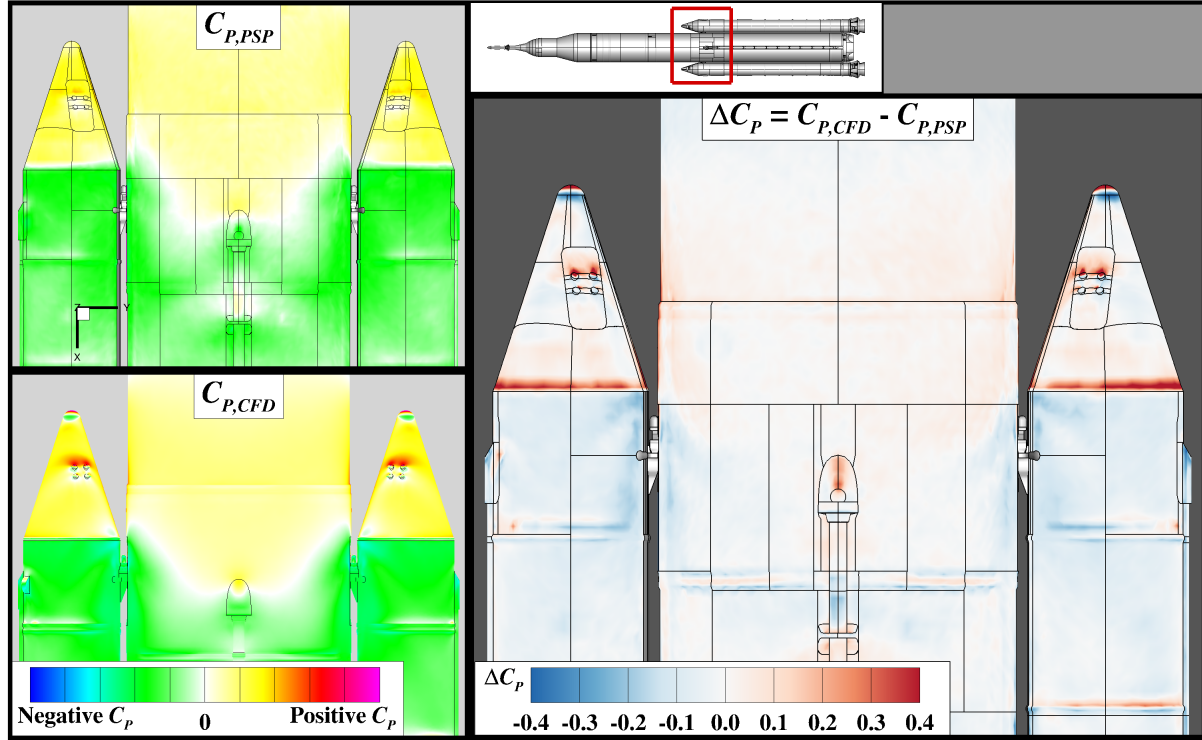 C_P,PSP
Z Y
X
C_P,CFD
Negative C_P 0 Positive C_P
ΔC_P = C_P,CFD - C_P,PSP
ΔC_P
-0.4 -0.3 -0.2 -0.1 0.0 0.1 0.2 0.3 0.4